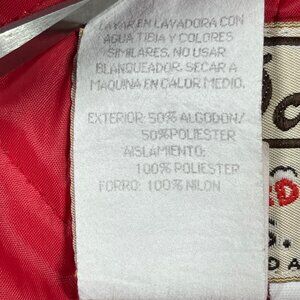 LAVAR EN LAVADORA CON
AGUA TIBIA Y COLORES
SIMILARES. NO USAR
BLANQUEADOR. SECAR A
MAQUINA EN CALOR MEDIO.
EXTERIOR: 50% ALGODON/
50% POLIESTER
AISLAMIENTO:
100% POLIESTER
FORRO: 100% NILON